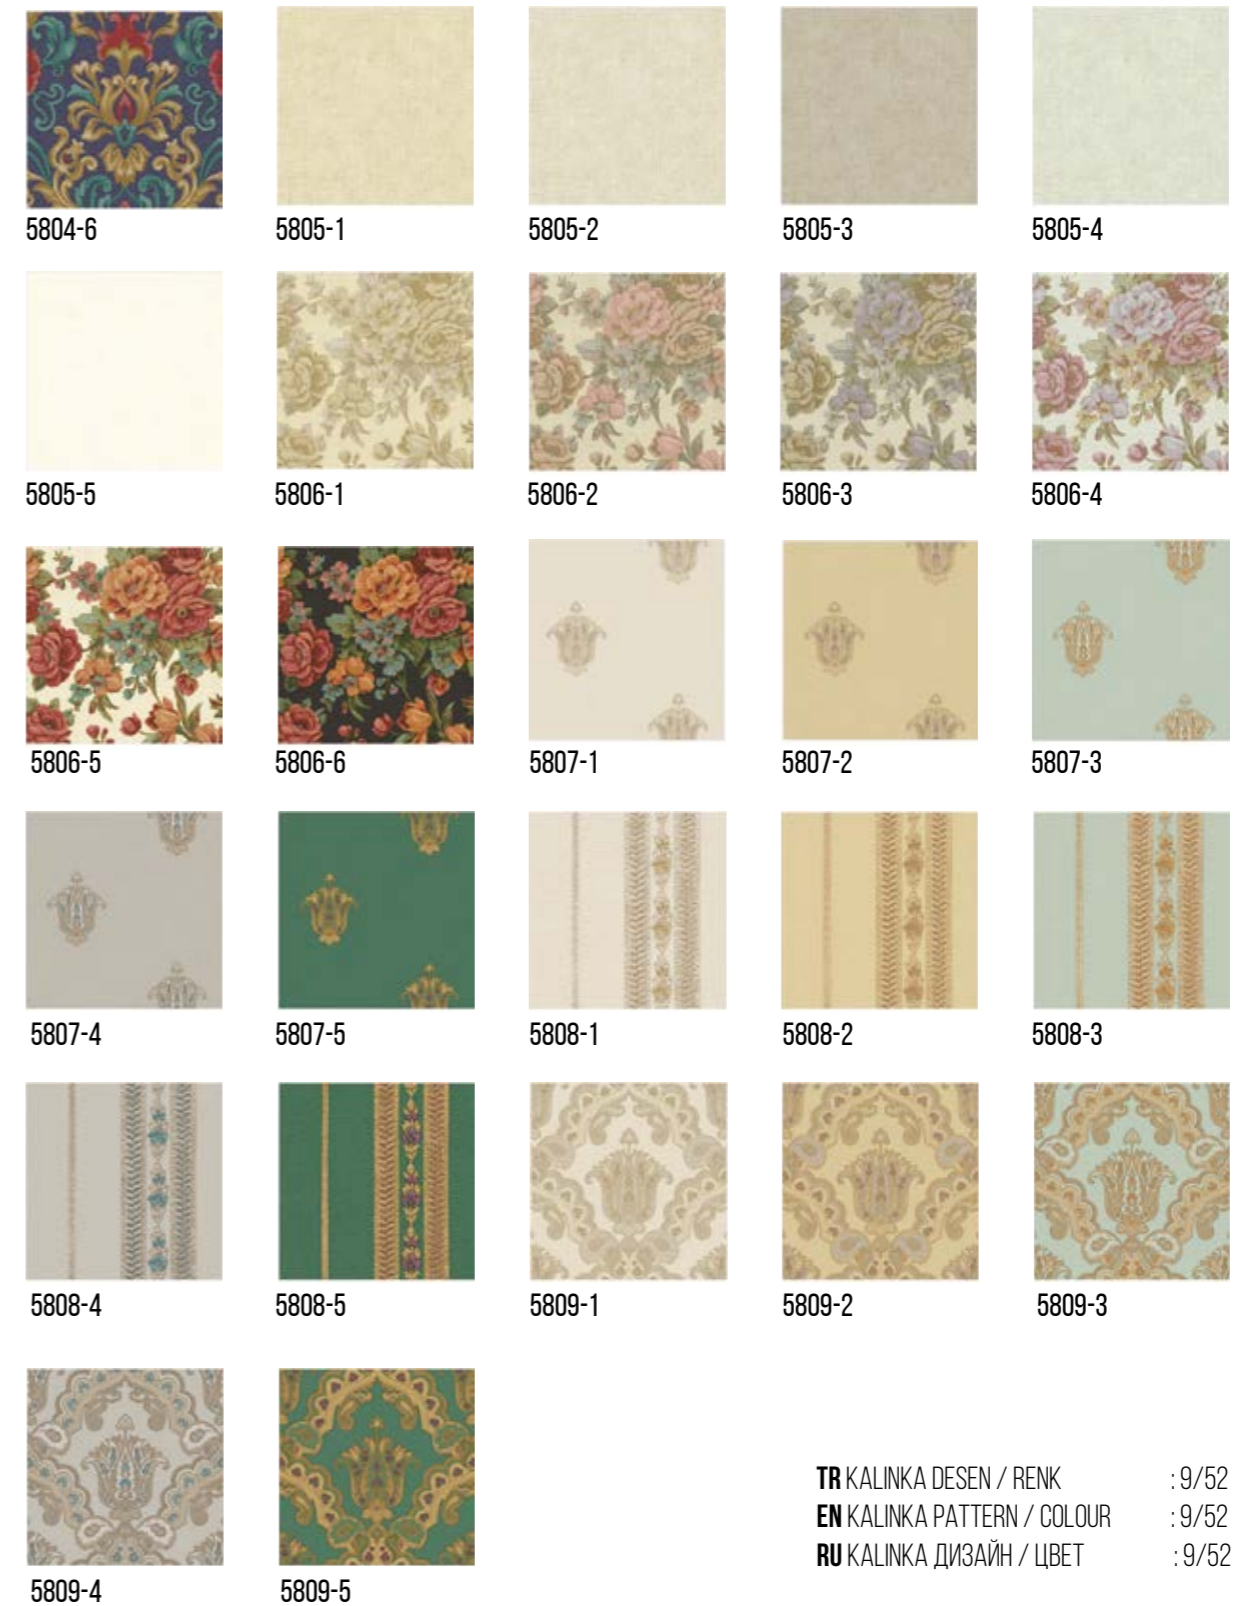 5804-6 5805-1 5805-2 5805-3 5805-4
5805-5 5806-1 5806-2 5806-3 5806-4
5806-5 5806-6 5807-1 5807-2 5807-3
5807-4 5807-5 5808-1 5808-2 5808-3
5808-4 5808-5 5809-1 5809-2 5809-3
5809-4 5809-5
TR KALINKA DESEN / RENK : 9/52
EN KALINKA PATTERN / COLOUR : 9/52
RU KALINKA ДИЗАЙН / ЦВЕТ : 9/52